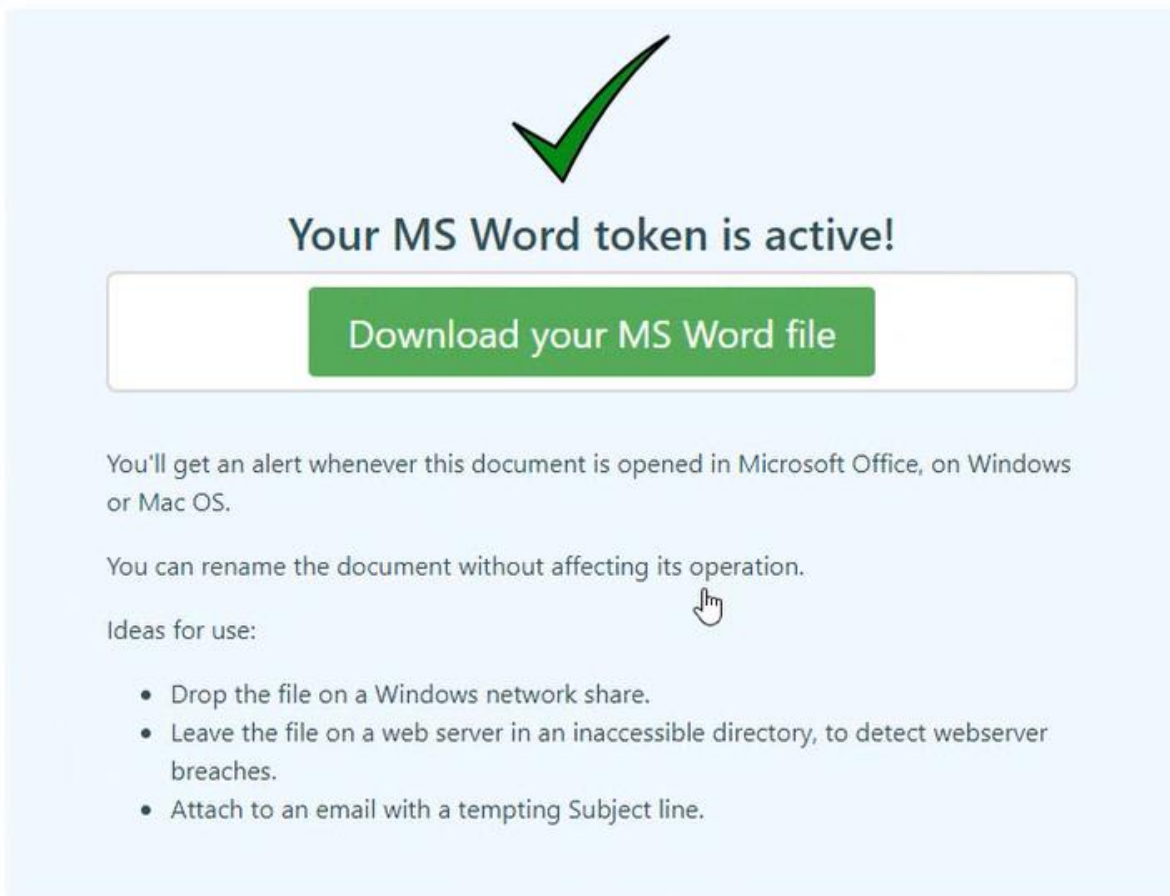 Your MS Word token is active!
Download your MS Word file
You'll get an alert whenever this document is opened in Microsoft Office, on Windows
or Mac OS.
You can rename the document without affecting its operation.
Ideas for use:
• Drop the file on a Windows network share.
• Leave the file on a web server in an inaccessible directory, to detect webserver
breaches.
• Attach to an email with a tempting Subject line.